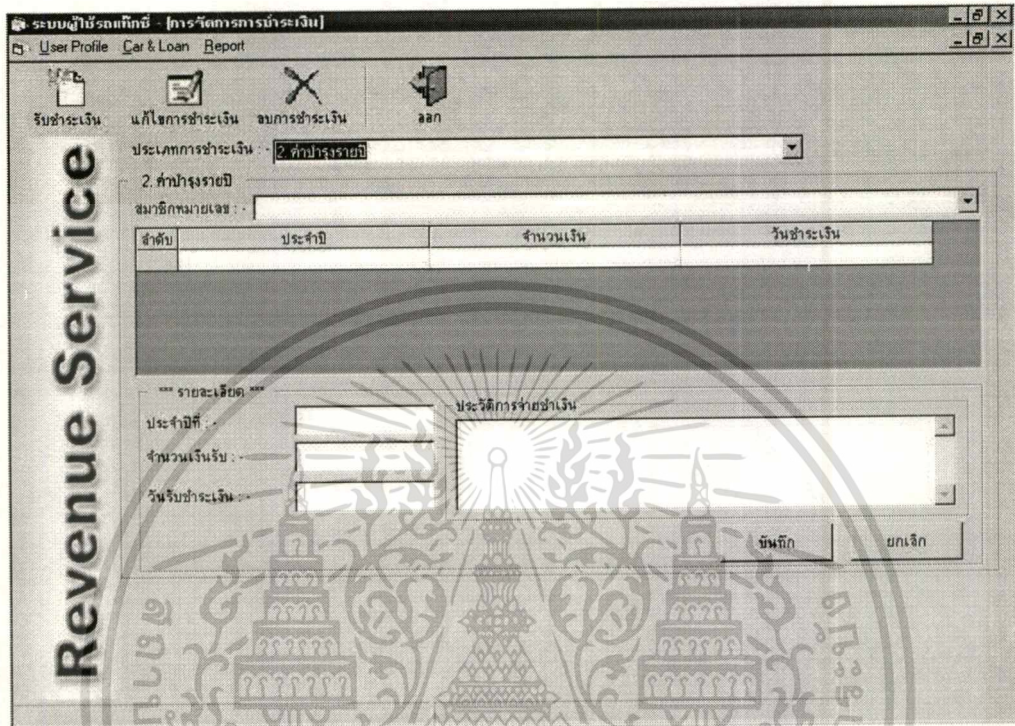 ระบบผู้ใช้รถแท๊กซี่ - [การจัดการการชำระเงิน]
User Profile Car & Loan Report
รับชำระเงิน แก้ไขการชำระเงิน ลบการชำระเงิน ออก
ประเภทการชำระเงิน : - 2. ค่าบำรุงรายปี
2. ค่าบำรุงรายปี
สมาชิกหมายเลข : -
ลำดับ ประจำปี จำนวนเงิน วันชำระเงิน
*** รายละเอียด ***
ประวัติการจ่ายชำเงิน
ประจำปีที่ : -
จำนวนเงินรับ : -
วันรับชำระเงิน : -
บันทึก ยกเลิก
Revenue Service